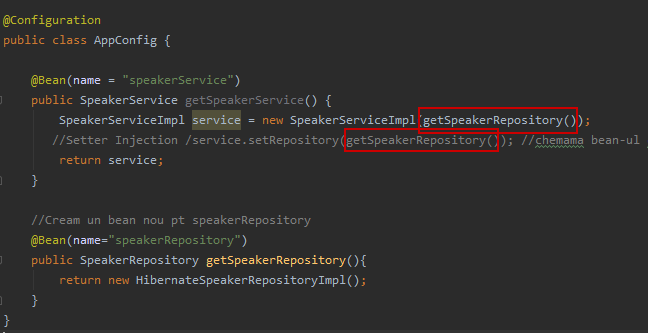 @Configuration
public class AppConfig {
@Bean(name = "speakerService")
public SpeakerService getSpeakerService() {
SpeakerServiceImpl service = new SpeakerServiceImpl(getSpeakerRepository());
//Setter Injection /service.setRepository(getSpeakerRepository()); //chemama bean-ul
return service;
}
//Cream un bean nou pt speakerRepository
@Bean(name="speakerRepository")
public SpeakerRepository getSpeakerRepository(){
return new HibernateSpeakerRepositoryImpl();
}
}